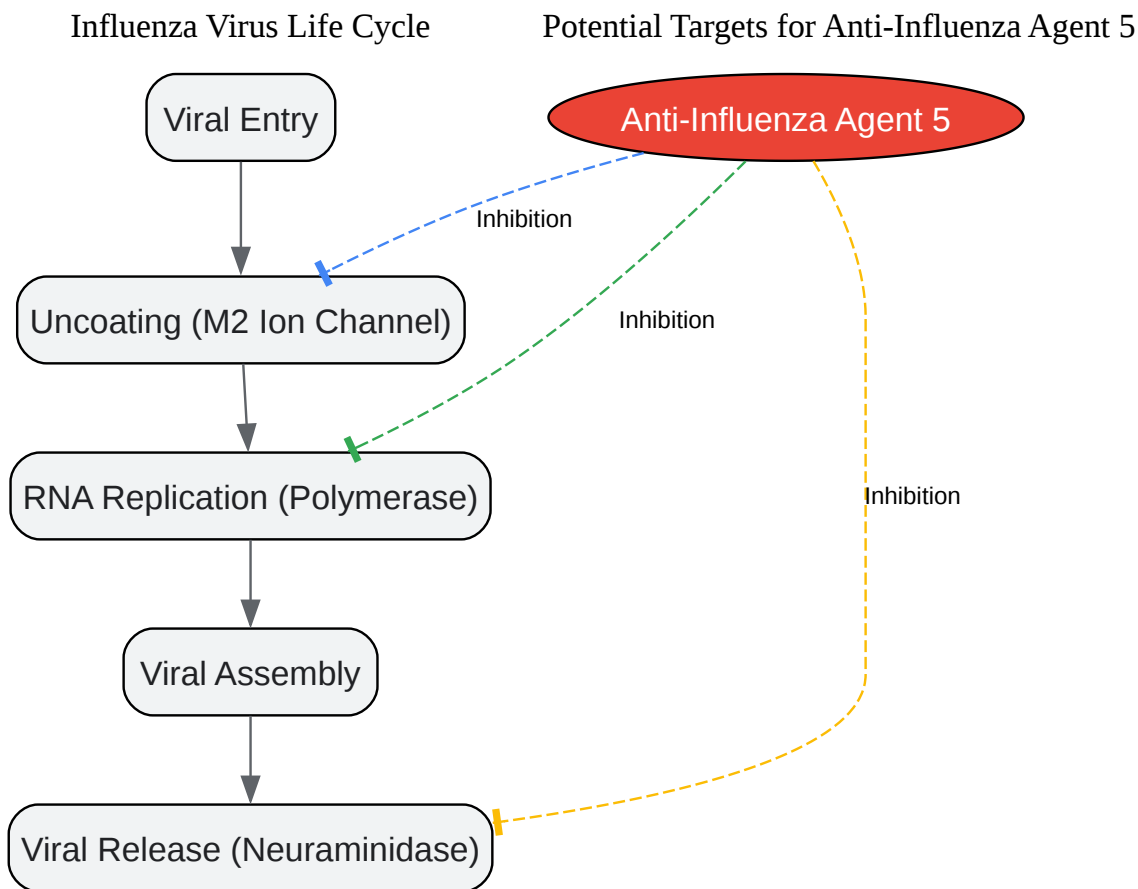 Influenza Virus Life Cycle
Potential Targets for Anti-Influenza Agent 5
Viral Entry
Anti-Influenza Agent 5
Inhibition
Uncoating (M2 Ion Channel)
Inhibition
RNA Replication (Polymerase)
Inhibition
Viral Assembly
Viral Release (Neuraminidase)